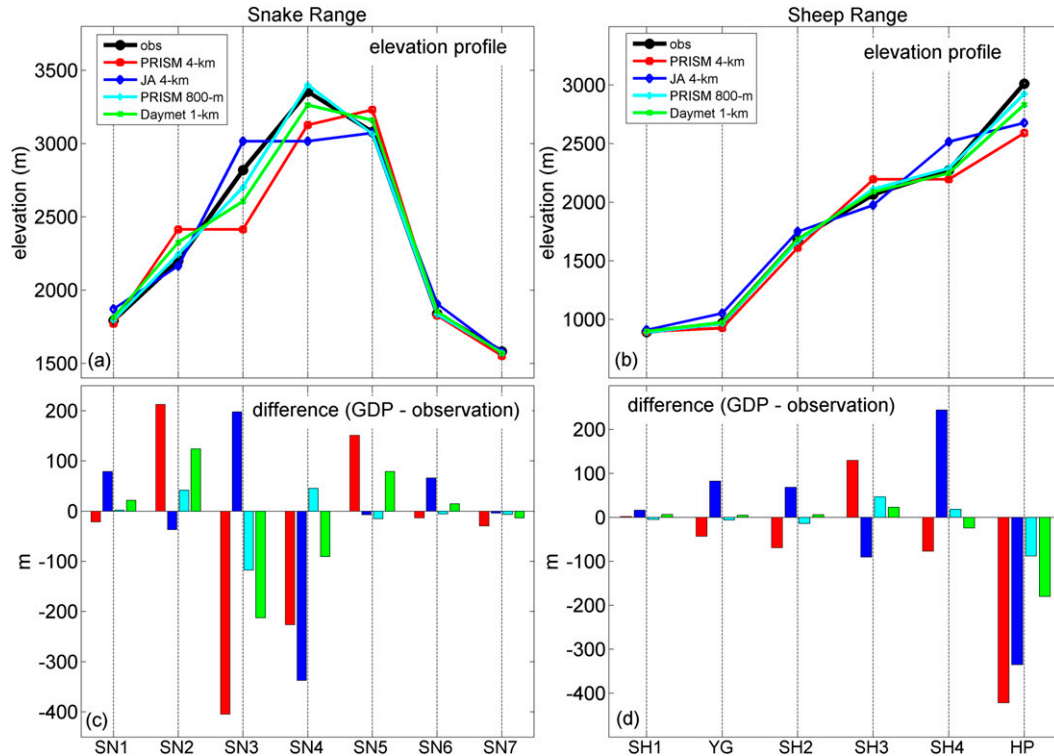 Snake Range
obs
PRISM 4-km
JA 4-km
PRISM 800-m
Daymet 1-km
elevation profile
elevation (m)
3500
3000
2500
2000
1500
(a)
Sheep Range
obs
PRISM 4-km
JA 4-km
PRISM 800-m
Daymet 1-km
elevation profile
elevation (m)
3000
2500
2000
1500
1000
(b)
difference (GDP - observation)
m
200
100
0
-100
-200
-300
-400
(c)
SN1 SN2 SN3 SN4 SN5 SN6 SN7
difference (GDP - observation)
m
200
100
0
-100
-200
-300
-400
(d)
SH1 YG SH2 SH3 SH4 HP